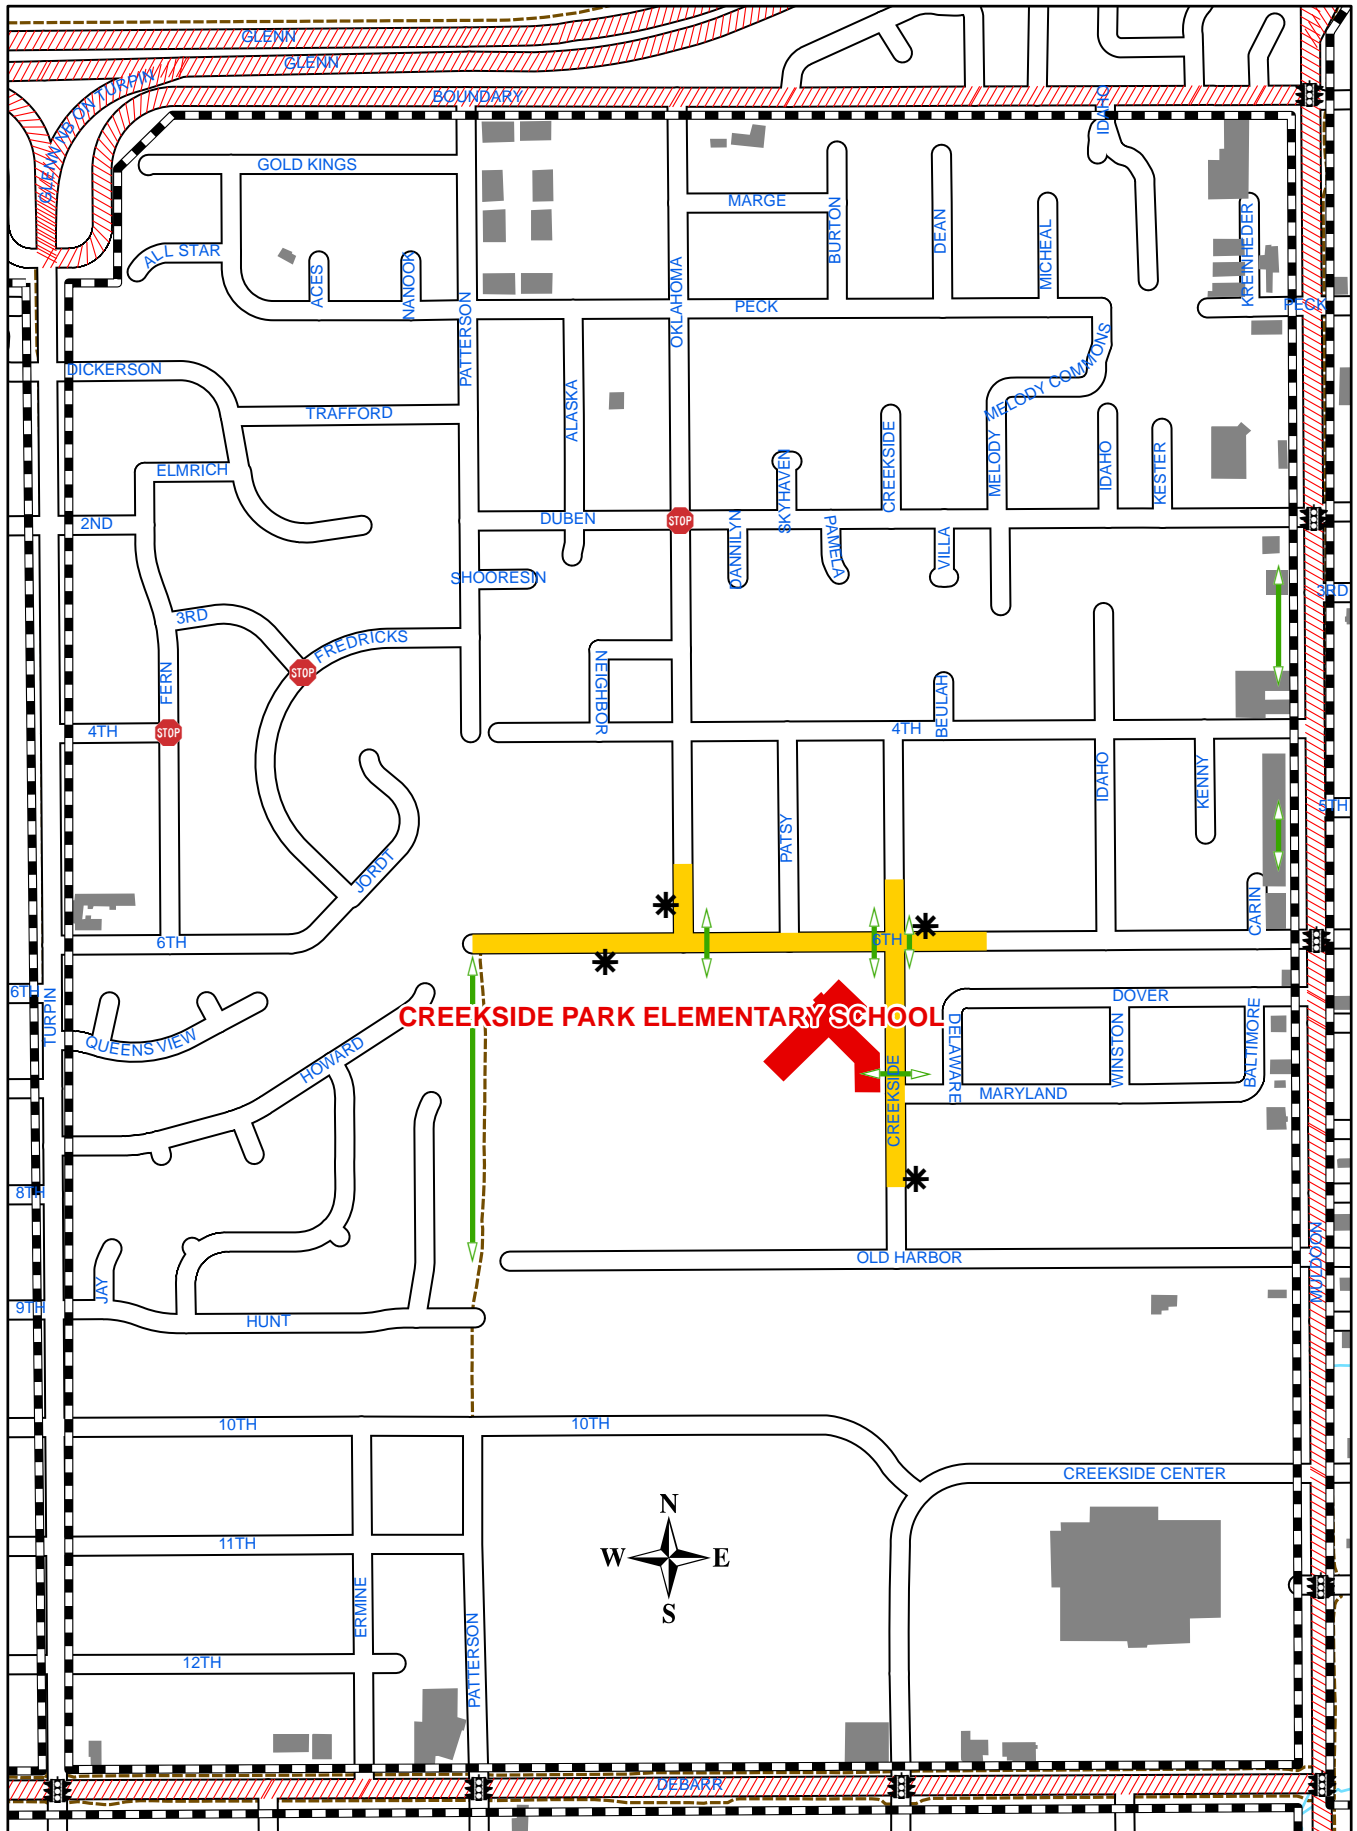 GLENN
GLENN
GLENN NB ON TURPIN
BOUNDARY
IDAHO
GOLD KINGS
MARGE
BURTON
DEAN
MICHEAL
KREINHEDER
ALL STAR
ACES
NANOOK
PATTERSON
OKLAHOMA
PECK
PECK
DICKERSON
TRAFFORD
ALASKA
MELODY COMMONS
CREEKSIDE
MELODY
IDAHO
KESTER
ELMRICH
SKYHAVEN
2ND
DUBEN
STOP
DANNILYN
PAMELA
VILLA
SHOORESIN
3RD
3RD
FREDRICKS
STOP
FERN
NEIGHBOR
BEULAH
4TH
STOP
4TH
IDAHO
KENNY
5TH
PATSY
JORDT
CARIN
6TH
6TH
6TH
TURPIN
DOVER
CREEKSIDE PARK ELEMENTARY SCHOOL
QUEENS VIEW
HOWARD
DELAWARE
WINSTON
BALTIMORE
CREEKSIDE
MARYLAND
8TH
OLD HARBOR
MULDOON
JAY
9TH
HUNT
10TH
10TH
CREEKSIDE CENTER
N
W
E
S
11TH
ERMINE
PATTERSON
12TH
DEBARR